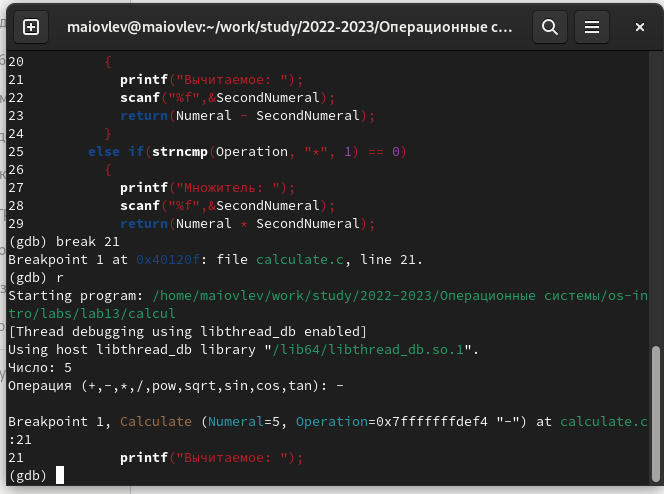 maiovlev@maiovlev:~/work/study/2022-2023/Операционные с…
20          {
21            printf("Вычитаемое: ");
22            scanf("%f",&SecondNumeral);
23            return(Numeral - SecondNumeral);
24          }
25        else if(strncmp(Operation, "*", 1) == 0)
26          {
27            printf("Множитель: ");
28            scanf("%f",&SecondNumeral);
29            return(Numeral * SecondNumeral);
(gdb) break 21
Breakpoint 1 at 0x40120f: file calculate.c, line 21.
(gdb) r
Starting program: /home/maiovlev/work/study/2022-2023/Операционные системы/os-in
tro/labs/lab13/calcul
[Thread debugging using libthread_db enabled]
Using host libthread_db library "/lib64/libthread_db.so.1".
Число: 5
Операция (+,-,*,/,pow,sqrt,sin,cos,tan): -
Breakpoint 1, Calculate (Numeral=5, Operation=0x7fffffffdef4 "-") at calculate.c
:21
21            printf("Вычитаемое: ");
(gdb)